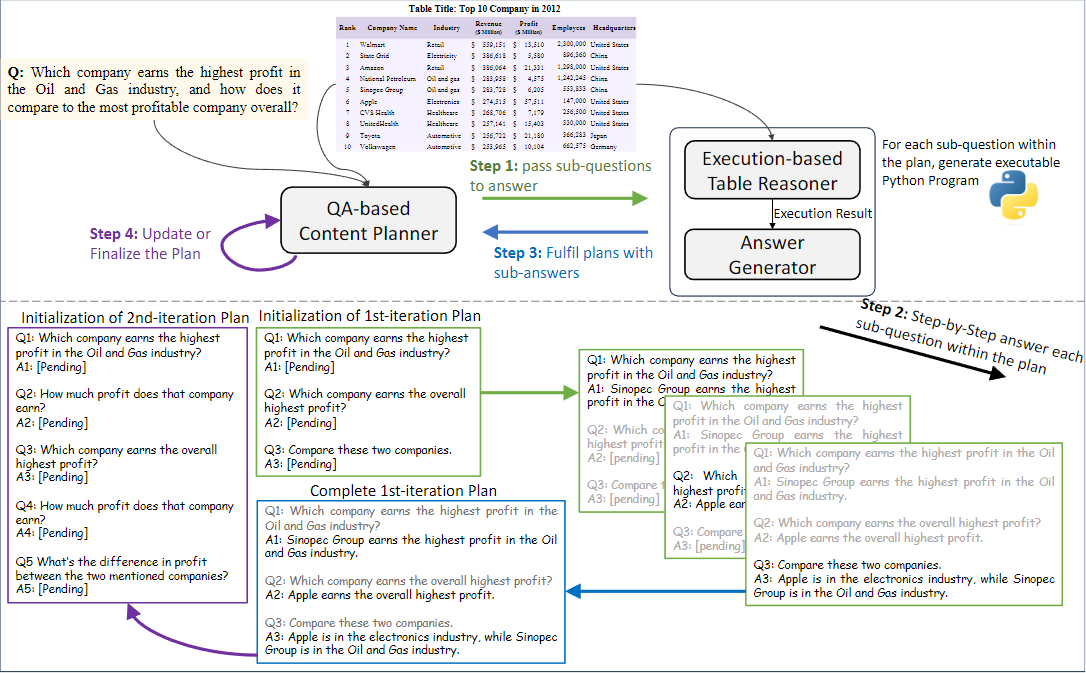 Table Title: Top 10 Company in 2012
Rank Company Name Industry Revenue ($ Million) Profit ($ Million) Employees Headquarters
1 Walmart Retail $ 559,151 $ 13,510 2,300,000 United States
2 State Grid Electricity $ 386,618 $ 5,580 896,360 China
3 Amazon Retail $ 386,064 $ 21,331 1,298,000 United States
4 National Petroleum Oil and gas $ 283,958 $ 4,575 1,242,245 China
5 Sinopec Group Oil and gas $ 283,728 $ 6,205 553,833 China
6 Apple Electronics $ 274,515 $ 57,511 147,000 United States
7 CVS Health Healthcare $ 268,706 $ 7,179 256,500 United States
8 UnitedHealth Healthcare $ 257,141 $ 15,403 330,000 United States
9 Toyota Automotive $ 256,722 $ 21,180 366,283 Japan
10 Volkswagen Automotive $ 253,965 $ 10,104 662,575 Germany
Q: Which company earns the highest profit in
the Oil and Gas industry, and how does it
compare to the most profitable company overall?
Step 1: pass sub-questions
to answer
QA-based
Content Planner
Step 4: Update or
Finalize the Plan
Step 3: Fulfil plans with
sub-answers
Execution-based
Table Reasoner
Execution Result
Answer
Generator
For each sub-question within
the plan, generate executable
Python Program
Step 2: Step-by-Step answer each
sub-question within the plan
Initialization of 2nd-iteration Plan
Q1: Which company earns the highest
profit in the Oil and Gas industry?
A1: [Pending]
Q2: How much profit does that company
earn?
A2: [Pending]
Q3: Which company earns the overall
highest profit?
A3: [Pending]
Q4: How much profit does that company
earn?
A4: [Pending]
Q5 What's the difference in profit
between the two mentioned companies?
A5: [Pending]
Initialization of 1st-iteration Plan
Q1: Which company earns the highest
profit in the Oil and Gas industry?
A1: [Pending]
Q2: Which company earns the overall
highest profit?
A2: [Pending]
Q3: Compare these two companies.
A3: [Pending]
Complete 1st-iteration Plan
Q1: Which company earns the highest profit in the
Oil and Gas industry?
A1: Sinopec Group earns the highest profit in the Oil
and Gas industry.
Q2: Which company earns the overall highest profit?
A2: Apple earns the overall highest profit.
Q3: Compare these two companies.
A3: Apple is in the electronics industry, while Sinopec
Group is in the Oil and Gas industry.
Q1: Which company earns the highest
profit in the Oil and Gas industry?
A1: Sinopec Group earns the highest
profit in the O
Q2: Which co
highest profit
A2: [pending]
Q3: Compare t
A3: [pending]
Q1: Which company earns the highest
profit in the Oil and Gas industry?
A1: Sinopec Group earns the highest
profit in the
Q2: Which
highest profi
A2: Apple ear
Q3: Compare
A3: [pending]
Q1: Which company earns the highest profit in the Oil
and Gas industry?
A1: Sinopec Group earns the highest profit in the Oil
and Gas industry.
Q2: Which company earns the overall highest profit?
A2: Apple earns the overall highest profit.
Q3: Compare these two companies.
A3: Apple is in the electronics industry, while Sinopec
Group is in the Oil and Gas industry.